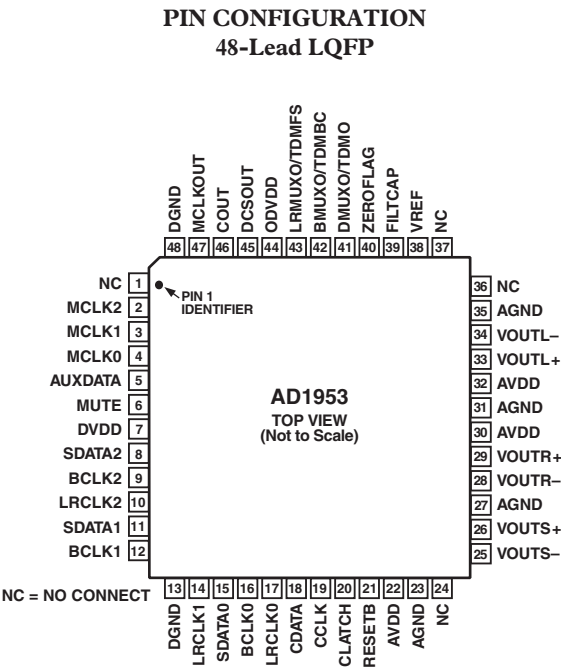 PIN CONFIGURATION
48-Lead LQFP
DGND
MCLKOUT
COUT
DCSOUT
ODVDD
LRMUXO/TDMFS
BMUXO/TDMBC
DMUXO/TDMO
ZEROFLAG
FILTCAP
VREF
NC
48 47 46 45 44 43 42 41 40 39 38 37
NC 1
MCLK2 2
MCLK1 3
MCLK0 4
AUXDATA 5
MUTE 6
DVDD 7
SDATA2 8
BCLK2 9
LRCLK2 10
SDATA1 11
BCLK1 12
PIN 1
IDENTIFIER
AD1953
TOP VIEW
(Not to Scale)
36 NC
35 AGND
34 VOUTL–
33 VOUTL+
32 AVDD
31 AGND
30 AVDD
29 VOUTR+
28 VOUTR–
27 AGND
26 VOUTS+
25 VOUTS–
13 14 15 16 17 18 19 20 21 22 23 24
DGND
LRCLK1
SDATA0
BCLK0
LRCLK0
CDATA
CCLK
CLATCH
RESETB
AVDD
AGND
NC
NC = NO CONNECT